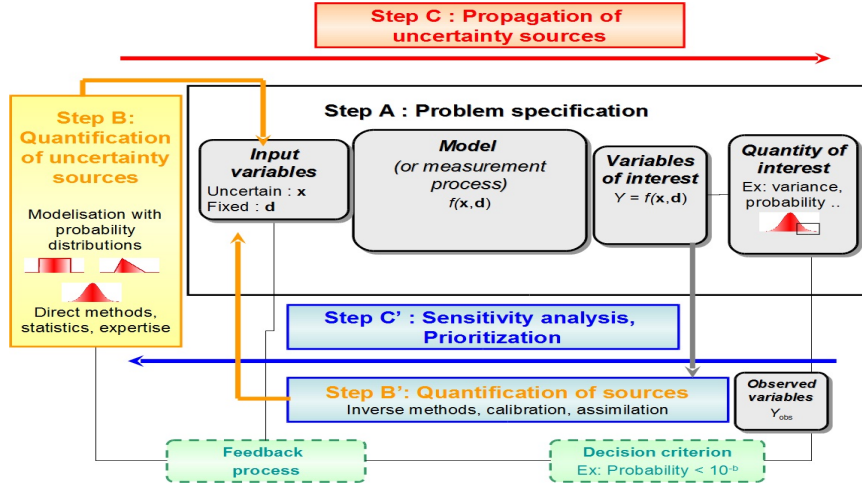 Step C : Propagation of
uncertainty sources
Step A : Problem specification
Step B:
Quantification
of uncertainty
sources
Modelisation with
probability
distributions
Direct methods,
statistics, expertise
Input
variables
Uncertain : x
Fixed : d
Model
(or measurement
process)
f(x,d)
Variables
of interest
Y = f(x,d)
Quantity of
interest
Ex: variance,
probability ..
Step C' : Sensitivity analysis,
Prioritization
Step B': Quantification of sources
Inverse methods, calibration, assimilation
Observed
variables
Yobs
Feedback
process
Decision criterion
Ex: Probability < 10-b